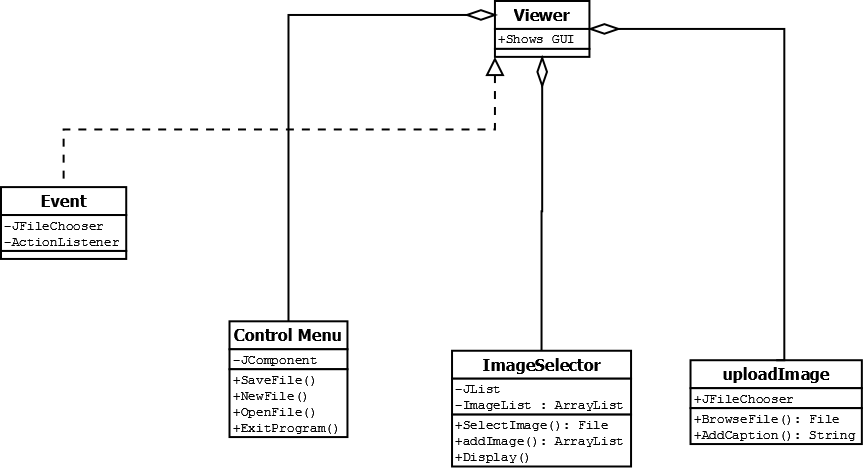 Viewer
+Shows GUI
Event
-JFileChooser
-ActionListener
Control Menu
-JComponent
+SaveFile()
+NewFile()
+OpenFile()
+ExitProgram()
ImageSelector
-JList
-ImageList : ArrayList
+SelectImage(): File
+addImage(): ArrayList
+Display()
uploadImage
+JFileChooser
+BrowseFile(): File
+AddCaption(): String